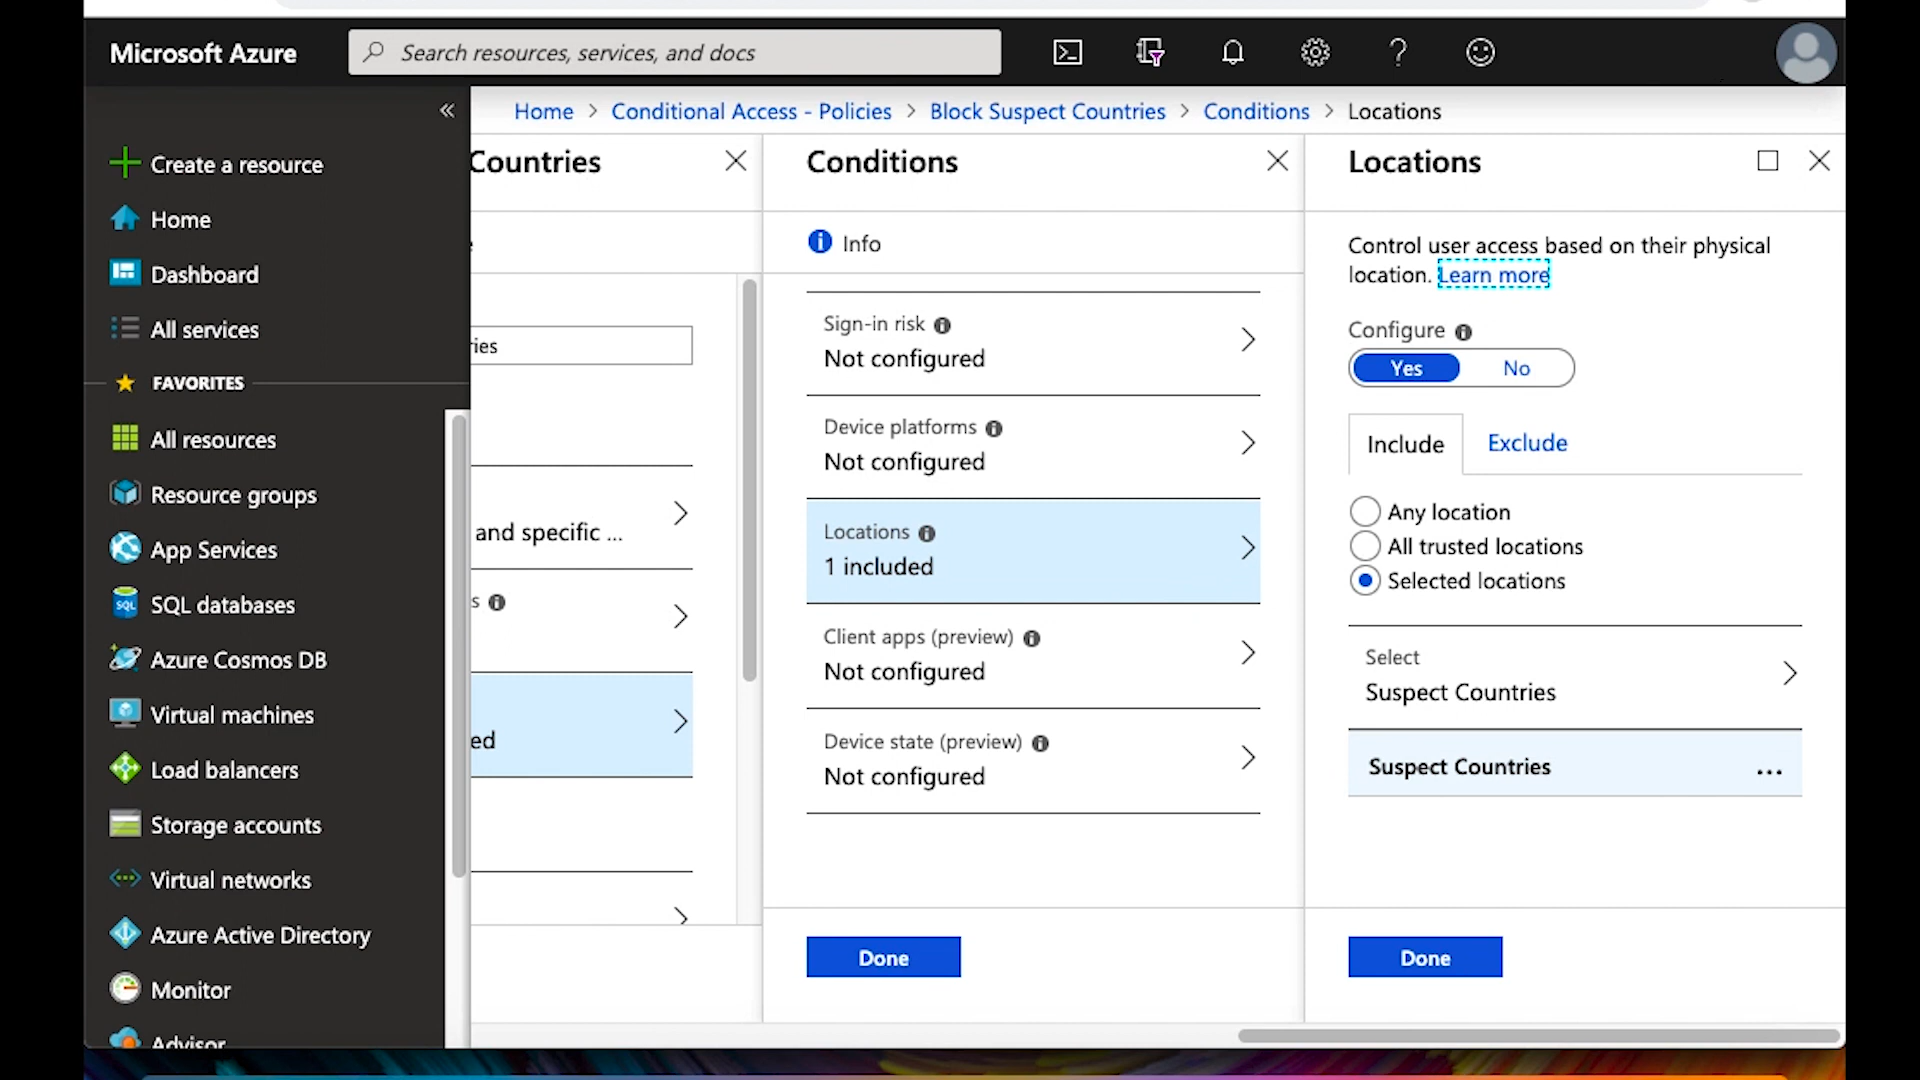 Microsoft Azure
Search resources, services, and docs
Home > Conditional Access - Policies > Block Suspect Countries > Conditions > Locations
Create a resource
Home
Dashboard
All services
FAVORITES
All resources
Resource groups
App Services
SQL databases
Azure Cosmos DB
Virtual machines
Load balancers
Storage accounts
Virtual networks
Azure Active Directory
Monitor
Advisor
Countries
ries
and specific ...
s
ed
Conditions
Info
Sign-in risk
Not configured
Device platforms
Not configured
Locations
1 included
Client apps (preview)
Not configured
Device state (preview)
Not configured
Done
Locations
Control user access based on their physical
location. Learn more
Configure
Yes No
Include Exclude
Any location
All trusted locations
Selected locations
Select
Suspect Countries
Suspect Countries ...
Done